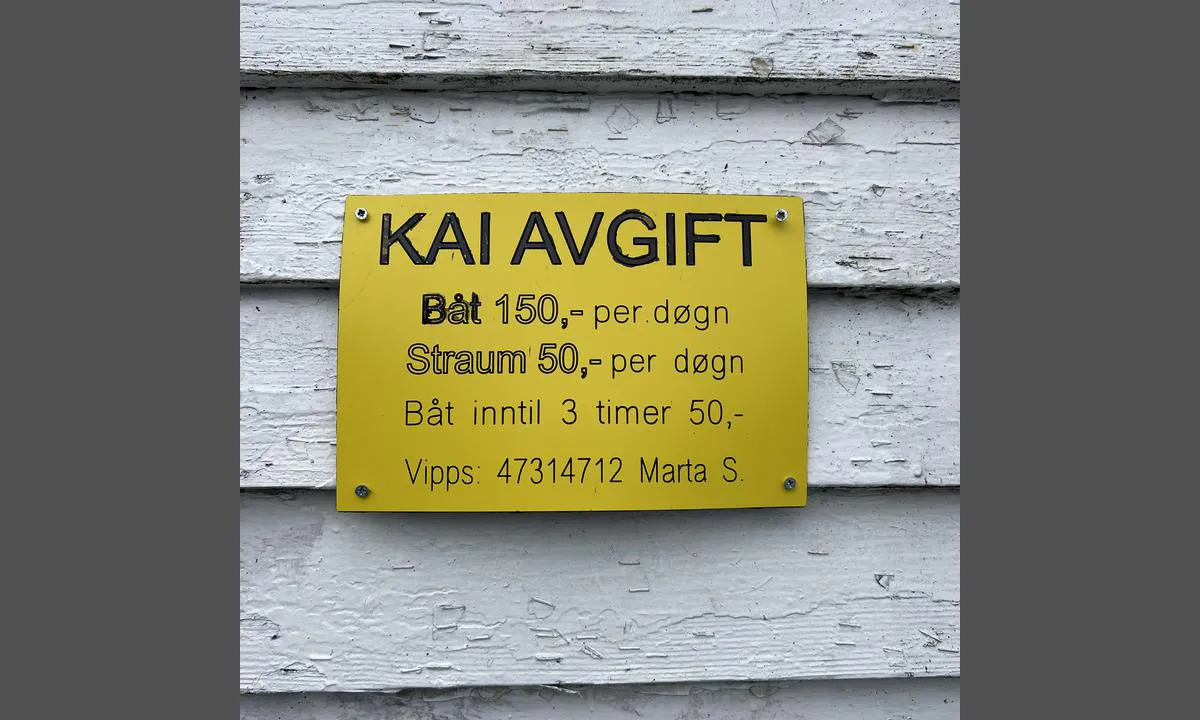 KAI AVGIFT
Båt 150,- per.døgn
Straum 50,- per døgn
Båt inntil 3 timer 50,-
Vipps: 47314712 Marta S.